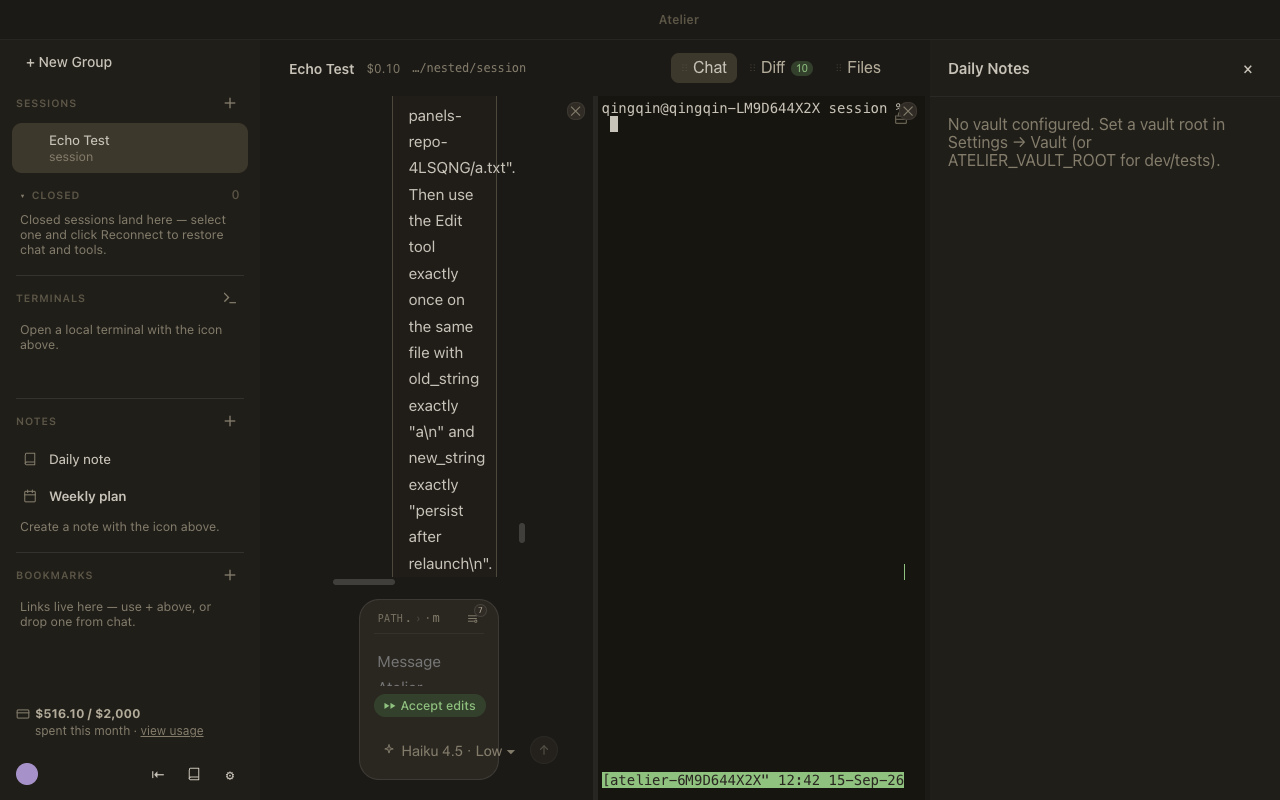 Atelier
+ New Group
SESSIONS
Echo Test
session
CLOSED 0
Closed sessions land here — select
one and click Reconnect to restore
chat and tools.
TERMINALS
Open a local terminal with the icon
above.
NOTES
Daily note
Weekly plan
Create a note with the icon above.
BOOKMARKS
Links live here — use + above, or
drop one from chat.
$516.10 / $2,000
spent this month · view usage
Echo Test $0.10 …/nested/session
Chat Diff 10 Files
panels-
repo-
4LSQNG/a.txt".
Then use
the Edit
tool
exactly
once on
the same
file with
old_string
exactly
"a\n" and
new_string
exactly
"persist
after
relaunch\n".
PATH . › · m 7
Message
Atelier
Accept edits
Haiku 4.5 · Low
qingqin@qingqin-LM9D644X2X session %
[atelier-6M9D644X2X" 12:42 15-Sep-26
Daily Notes
No vault configured. Set a vault root in
Settings → Vault (or
ATELIER_VAULT_ROOT for dev/tests).